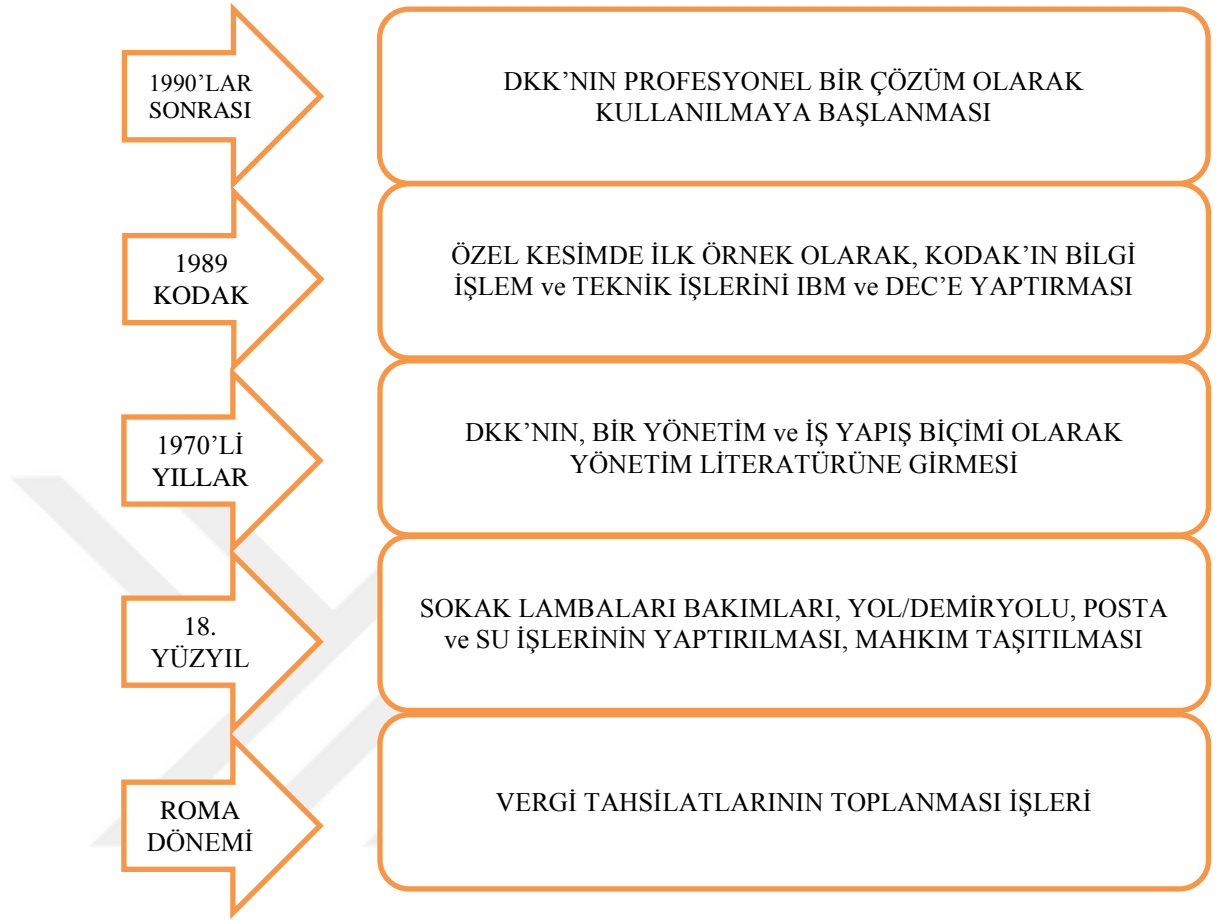 1990’LAR
SONRASI
DKK’NIN PROFESYONEL BİR ÇÖZÜM OLARAK
KULLANILMAYA BAŞLANMASI
1989
KODAK
ÖZEL KESİMDE İLK ÖRNEK OLARAK, KODAK’IN BİLGİ
İŞLEM ve TEKNİK İŞLERİNİ IBM ve DEC’E YAPTIRMASI
1970’Lİ
YILLAR
DKK’NIN, BİR YÖNETİM ve İŞ YAPIŞ BİÇİMİ OLARAK
YÖNETİM LİTERATÜRÜNE GİRMESİ
18.
YÜZYIL
SOKAK LAMBALARI BAKIMLARI, YOL/DEMİRYOLU, POSTA
ve SU İŞLERİNİN YAPTIRILMASI, MAHKIM TAŞITILMASI
ROMA
DÖNEMİ
VERGİ TAHSİLATLARININ TOPLANMASI İŞLERİ